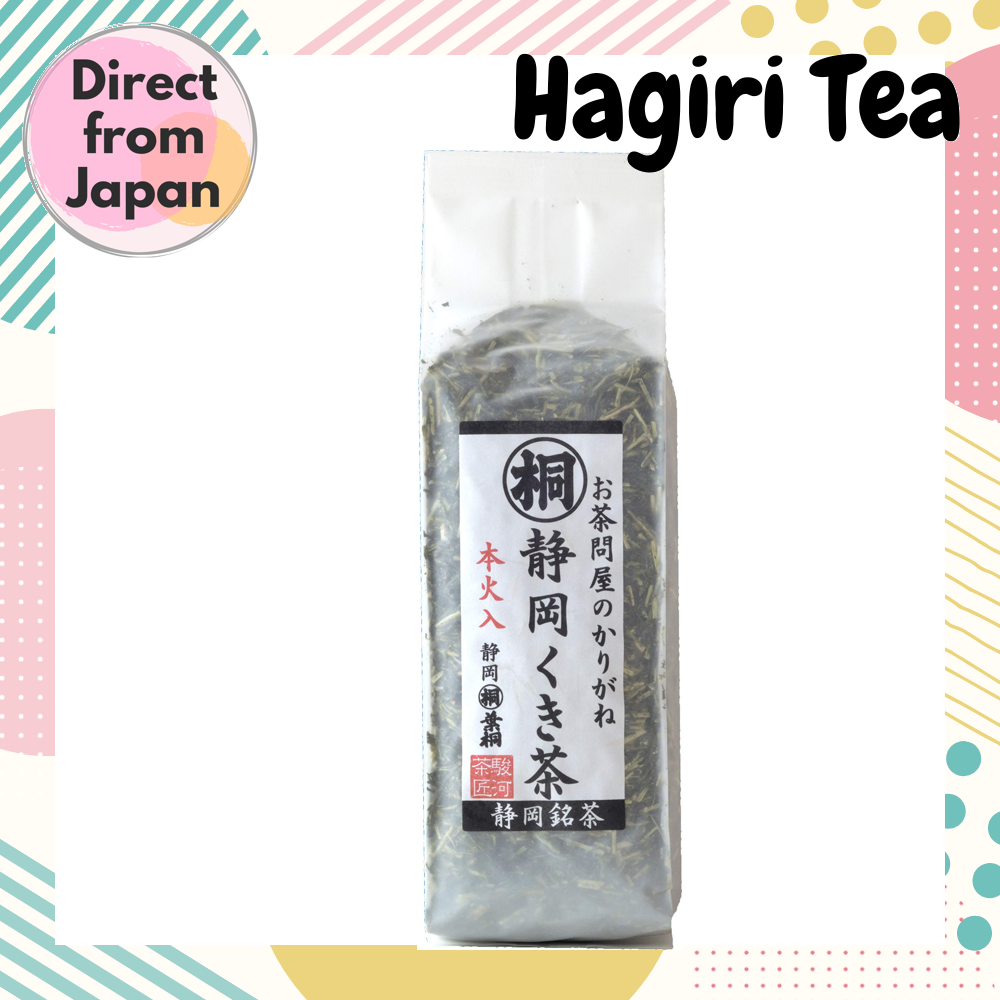 Direct
from
Japan
Hagiri Tea
お茶問屋のかりがね
桐
静岡くき茶
本火入
静岡
桐
葉桐
駿河
茶匠
静岡銘茶